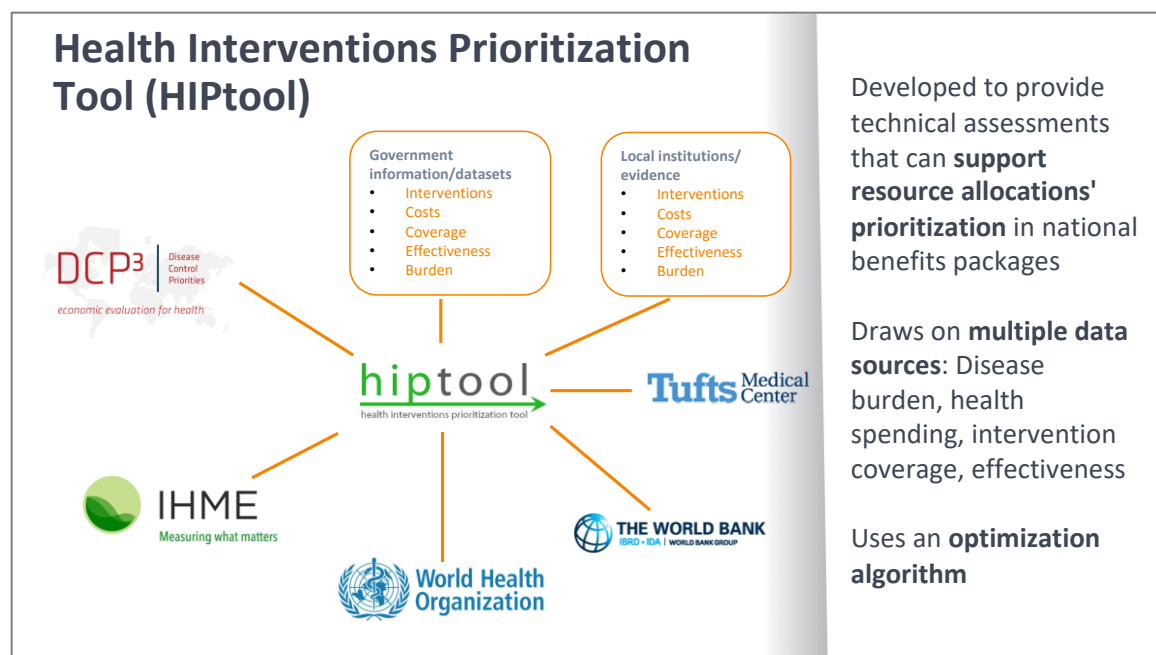 Health Interventions Prioritization
Tool (HIPtool)
Government
information/datasets
• Interventions
• Costs
• Coverage
• Effectiveness
• Burden
Local institutions/
evidence
• Interventions
• Costs
• Coverage
• Effectiveness
• Burden
DCP3
Disease
Control
Priorities
economic evaluation for health
hiptool
health interventions prioritization tool
Tufts Medical
Center
IHME
Measuring what matters
World Health
Organization
THE WORLD BANK
IBRD • IDA | WORLD BANK GROUP
Developed to provide
technical assessments
that can support
resource allocations'
prioritization in national
benefits packages
Draws on multiple data
sources: Disease
burden, health
spending, intervention
coverage, effectiveness
Uses an optimization
algorithm